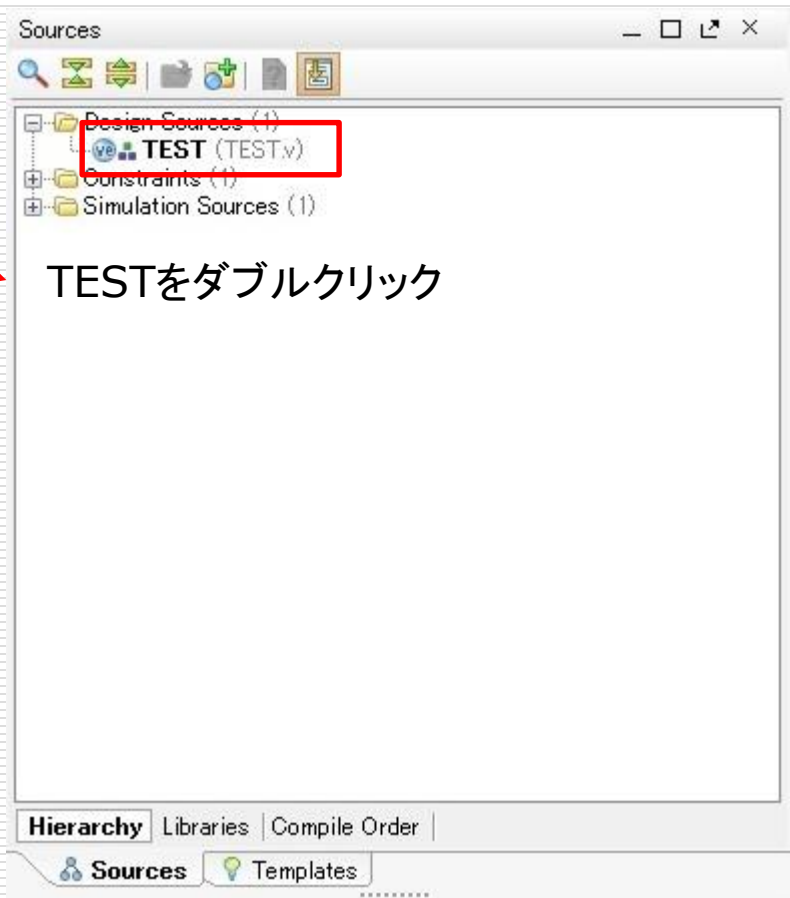 Sources
Design Sources (1)
TEST (TEST.v)
Constraints (1)
Simulation Sources (1)
TESTをダブルクリック
Hierarchy Libraries Compile Order
Sources Templates